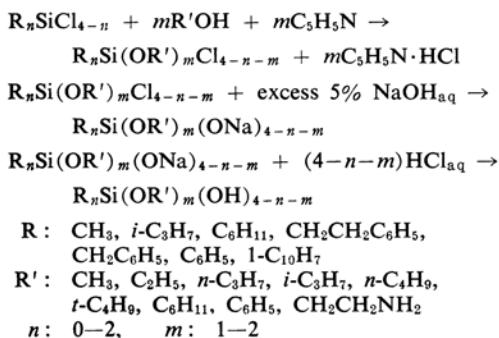 RₙSiCl₄₋ₙ + mR'OH + mC₅H₅N →
RₙSi(OR')ₘCl₄₋ₙ₋ₘ + mC₅H₅N·HCl
RₙSi(OR')ₘCl₄₋ₙ₋ₘ + excess 5% NaOHaq →
RₙSi(OR')ₘ(ONa)₄₋ₙ₋ₘ
RₙSi(OR')ₘ(ONa)₄₋ₙ₋ₘ + (4−n−m)HClaq →
RₙSi(OR')ₘ(OH)₄₋ₙ₋ₘ
R: CH₃, i-C₃H₇, C₆H₁₁, CH₂CH₂C₆H₅,
CH₂C₆H₅, C₆H₅, 1-C₁₀H₇
R': CH₃, C₂H₅, n-C₃H₇, i-C₃H₇, n-C₄H₉,
t-C₄H₉, C₆H₁₁, C₆H₅, CH₂CH₂NH₂
n: 0—2, m: 1—2